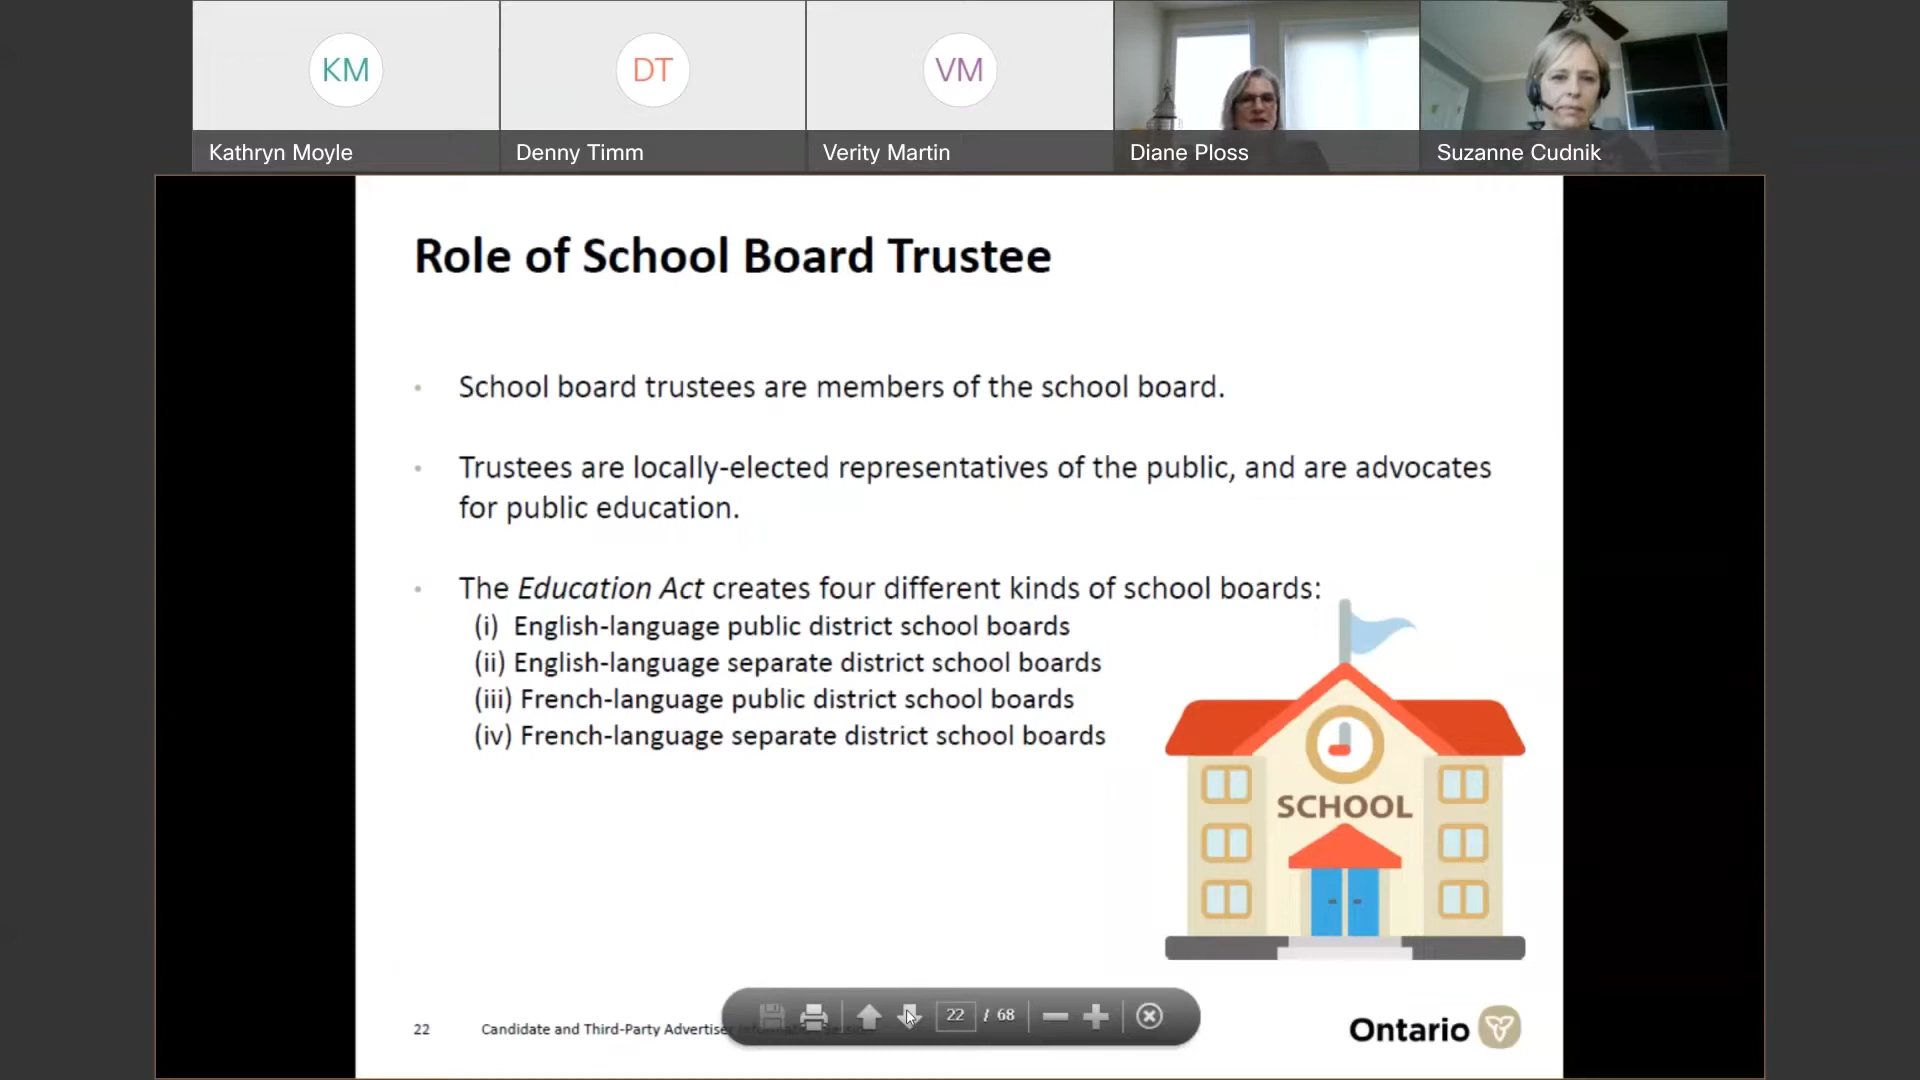 KM
DT
VM
Kathryn Moyle
Denny Timm
Verity Martin
Diane Ploss
Suzanne Cudnik
Role of School Board Trustee
• School board trustees are members of the school board.
• Trustees are locally-elected representatives of the public, and are advocates
for public education.
• The Education Act creates four different kinds of school boards:
(i) English-language public district school boards
(ii) English-language separate district school boards
(iii) French-language public district school boards
(iv) French-language separate district school boards
SCHOOL
22 / 68
22 Candidate and Third-Party Advertiser
Ontario